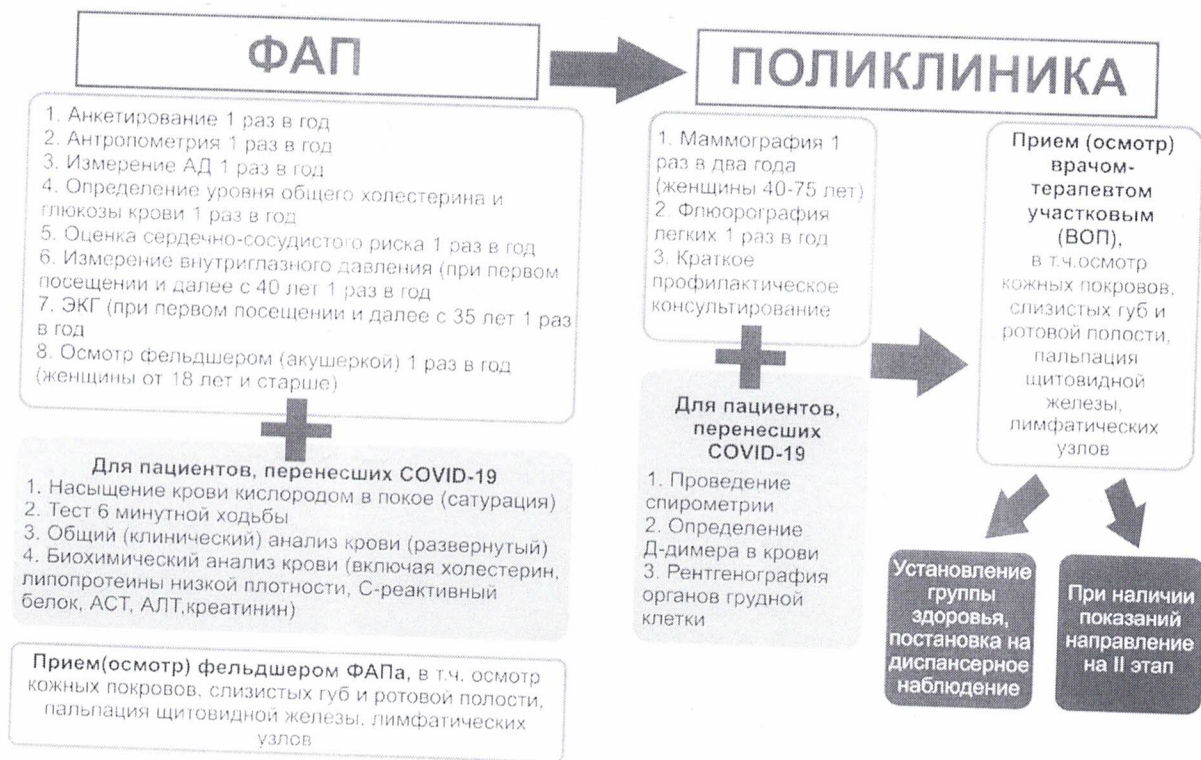 ФАП
1. Анкетирование 1 раз в год
2. Антропометрия 1 раз в год
3. Измерение АД 1 раз в год
4. Определение уровня общего холестерина и
глюкозы крови 1 раз в год
5. Оценка сердечно-сосудистого риска 1 раз в год
6. Измерение внутриглазного давления (при первом
посещении и далее с 40 лет 1 раз в год
7. ЭКГ (при первом посещении и далее с 35 лет 1 раз
в год
8. Осмотр фельдшером (акушеркой) 1 раз в год
(женщины от 18 лет и старше)
Для пациентов, перенесших COVID-19
1. Насыщение крови кислородом в покое (сатурация)
2. Тест 6 минутной ходьбы
3. Общий (клинический) анализ крови (развернутый)
4. Биохимический анализ крови (включая холестерин,
липопротеины низкой плотности, С-реактивный
белок, АСТ, АЛТ,креатинин)
Прием(осмотр) фельдшером ФАПа, в т.ч. осмотр
кожных покровов, слизистых губ и ротовой полости,
пальпация щитовидной железы, лимфатических
узлов
ПОЛИКЛИНИКА
1. Маммография 1
раз в два года
(женщины 40-75 лет)
2. Флюорография
легких 1 раз в год
3. Краткое
профилактическое
консультирование
Для пациентов,
перенесших
COVID-19
1. Проведение
спирометрии
2. Определение
Д-димера в крови
3. Рентгенография
органов грудной
клетки
Прием (осмотр)
врачом-
терапевтом
участковым
(ВОП),
в т.ч.осмотр
кожных покровов,
слизистых губ и
ротовой полости,
пальпация
щитовидной
железы,
лимфатических
узлов
Установление
группы
здоровья,
постановка на
диспансерное
наблюдение
При наличии
показаний
направление
на II этап